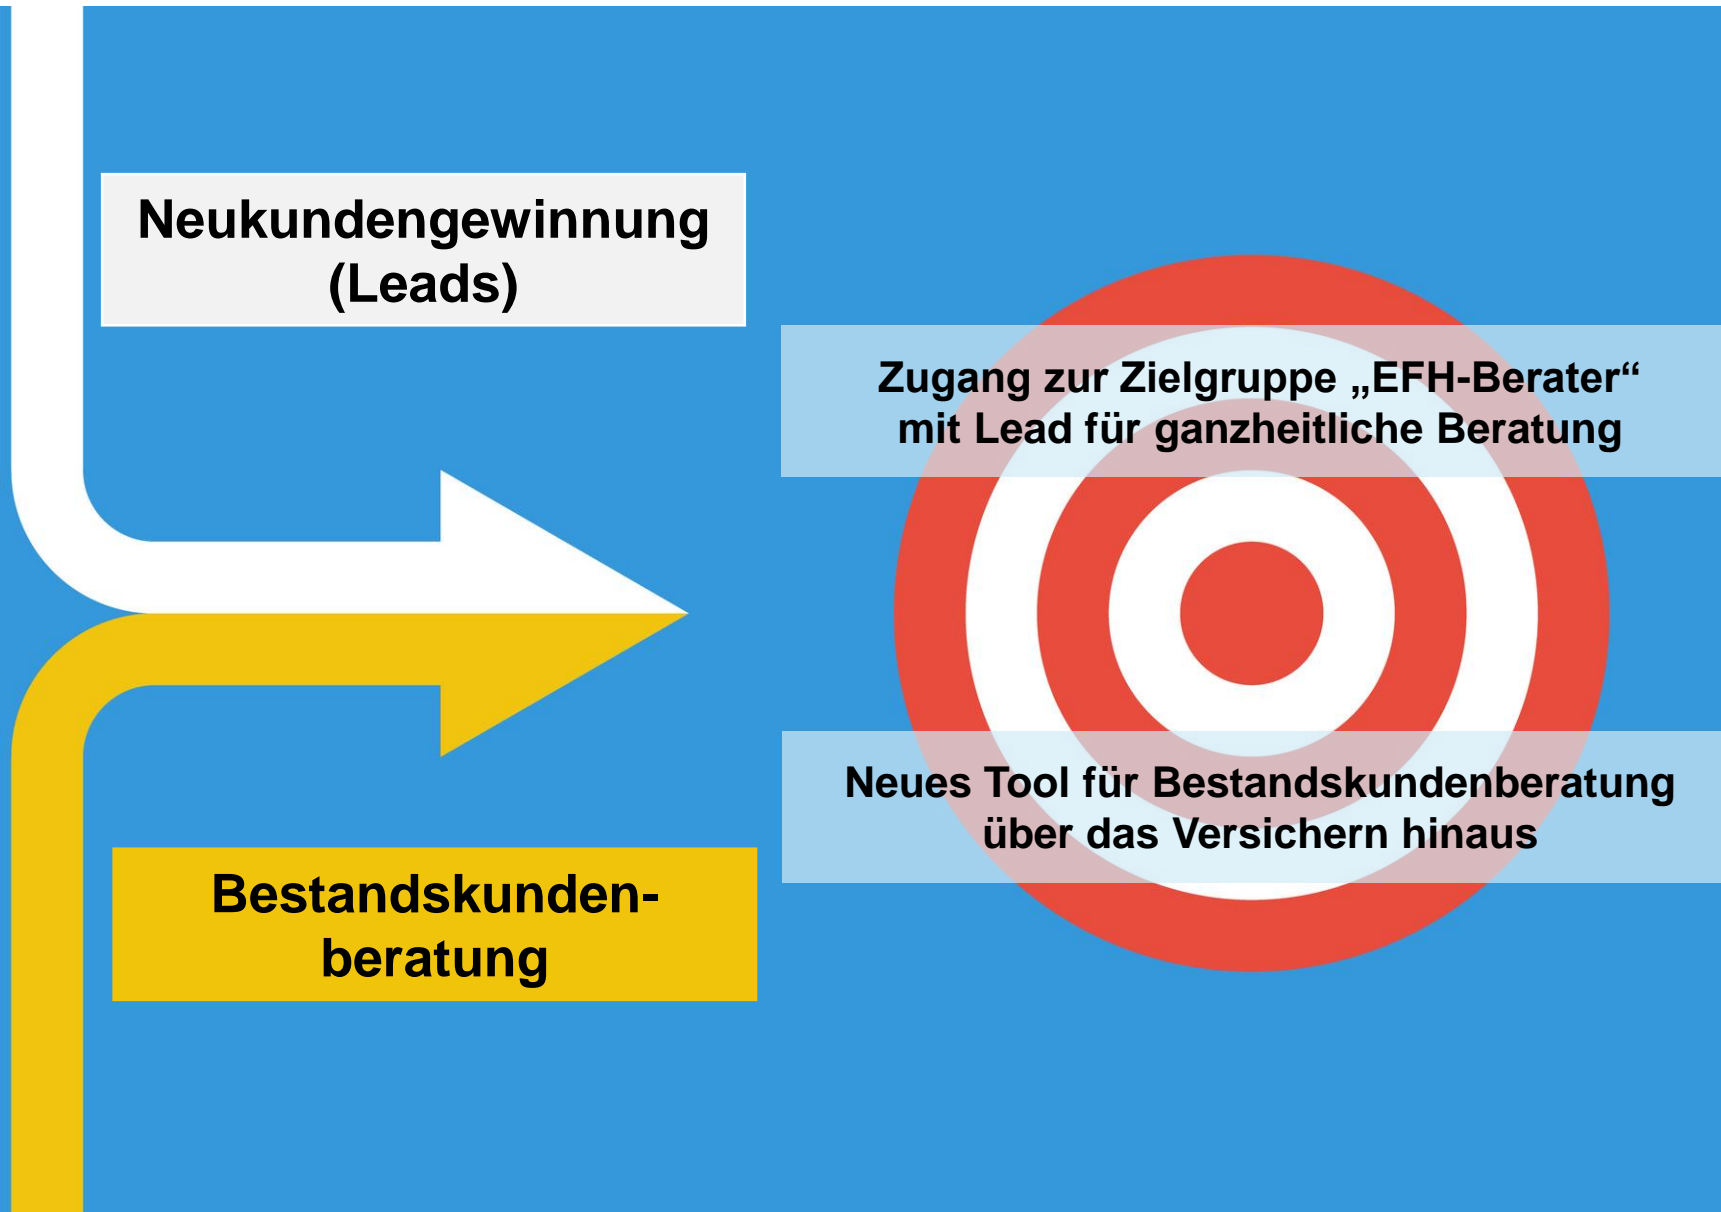 Neukundengewinnung
(Leads)
Zugang zur Zielgruppe „EFH-Berater“
mit Lead für ganzheitliche Beratung
Neues Tool für Bestandskundenberatung
über das Versichern hinaus
Bestandskunden-
beratung